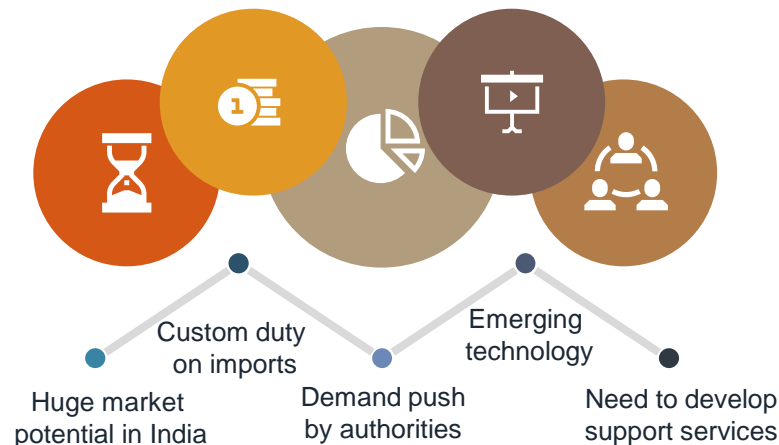 1
Custom duty
on imports
Emerging
technology
Huge market
potential in India
Demand push
by authorities
Need to develop
support services